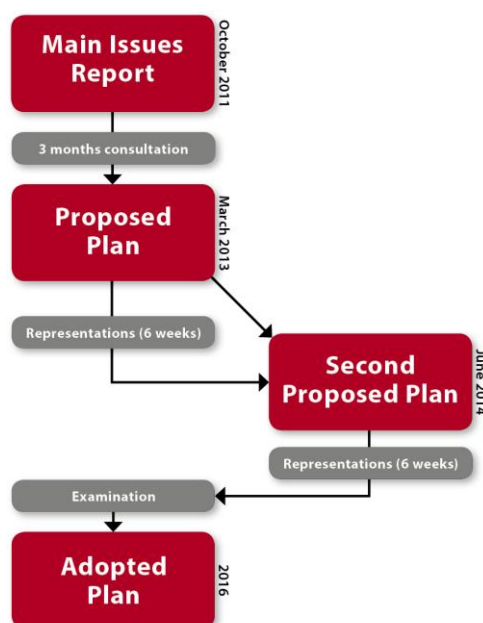 Main Issues
Report
October 2011
3 months consultation
Proposed
Plan
March 2013
Representations (6 weeks)
Second
Proposed Plan
June 2014
Representations (6 weeks)
Examination
Adopted
Plan
2016